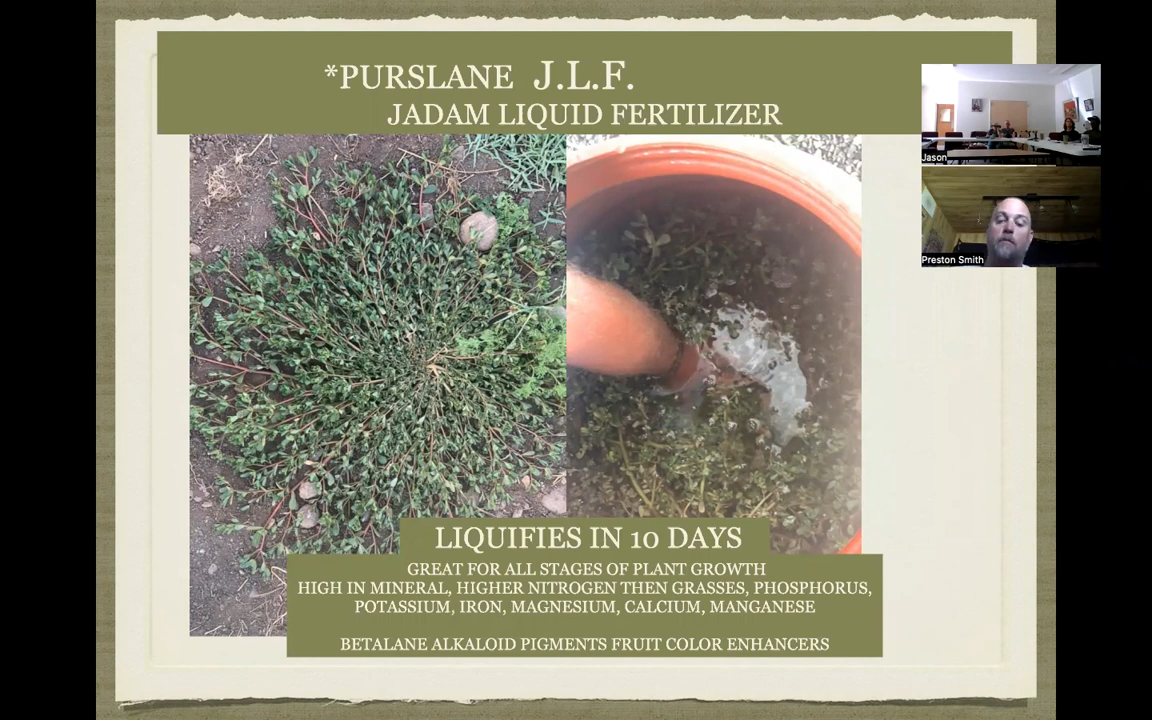 *PURSLANE J.L.F.
JADAM LIQUID FERTILIZER
Jason
Preston Smith
LIQUIFIES IN 10 DAYS
GREAT FOR ALL STAGES OF PLANT GROWTH
HIGH IN MINERAL, HIGHER NITROGEN THEN GRASSES, PHOSPHORUS,
POTASSIUM, IRON, MAGNESIUM, CALCIUM, MANGANESE
BETALANE ALKALOID PIGMENTS FRUIT COLOR ENHANCERS